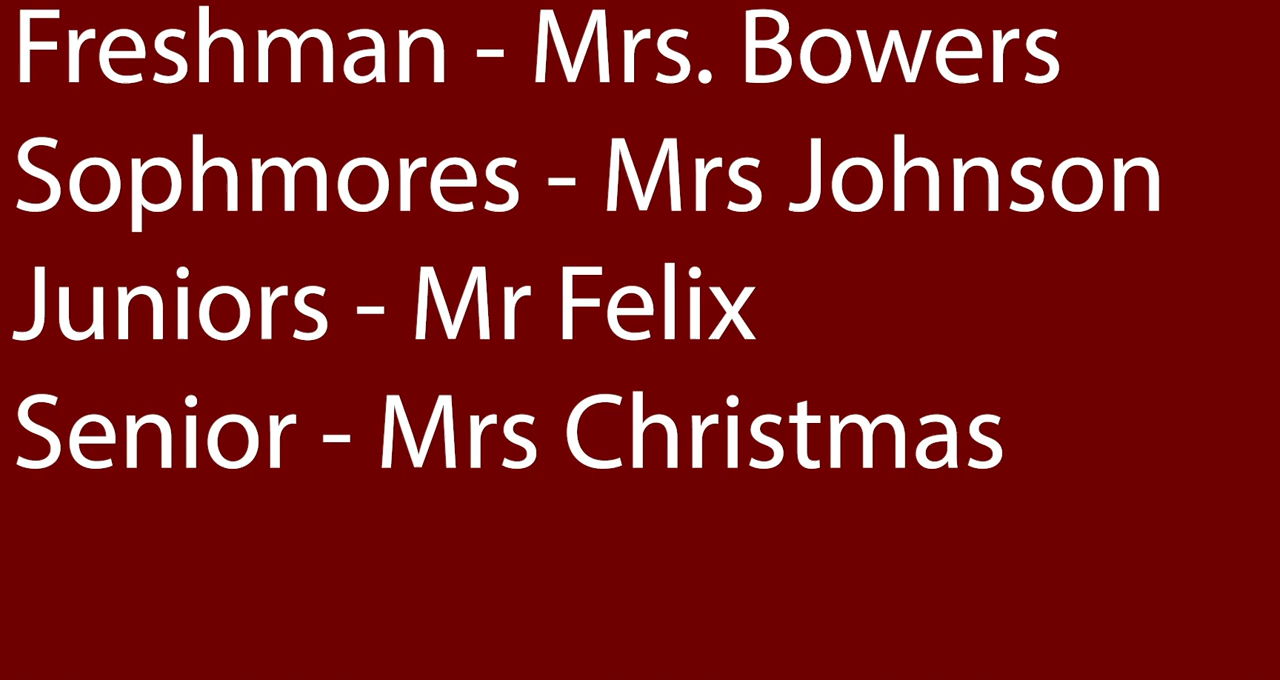 Freshman - Mrs. Bowers
Sophmores - Mrs Johnson
Juniors - Mr Felix
Senior - Mrs Christmas